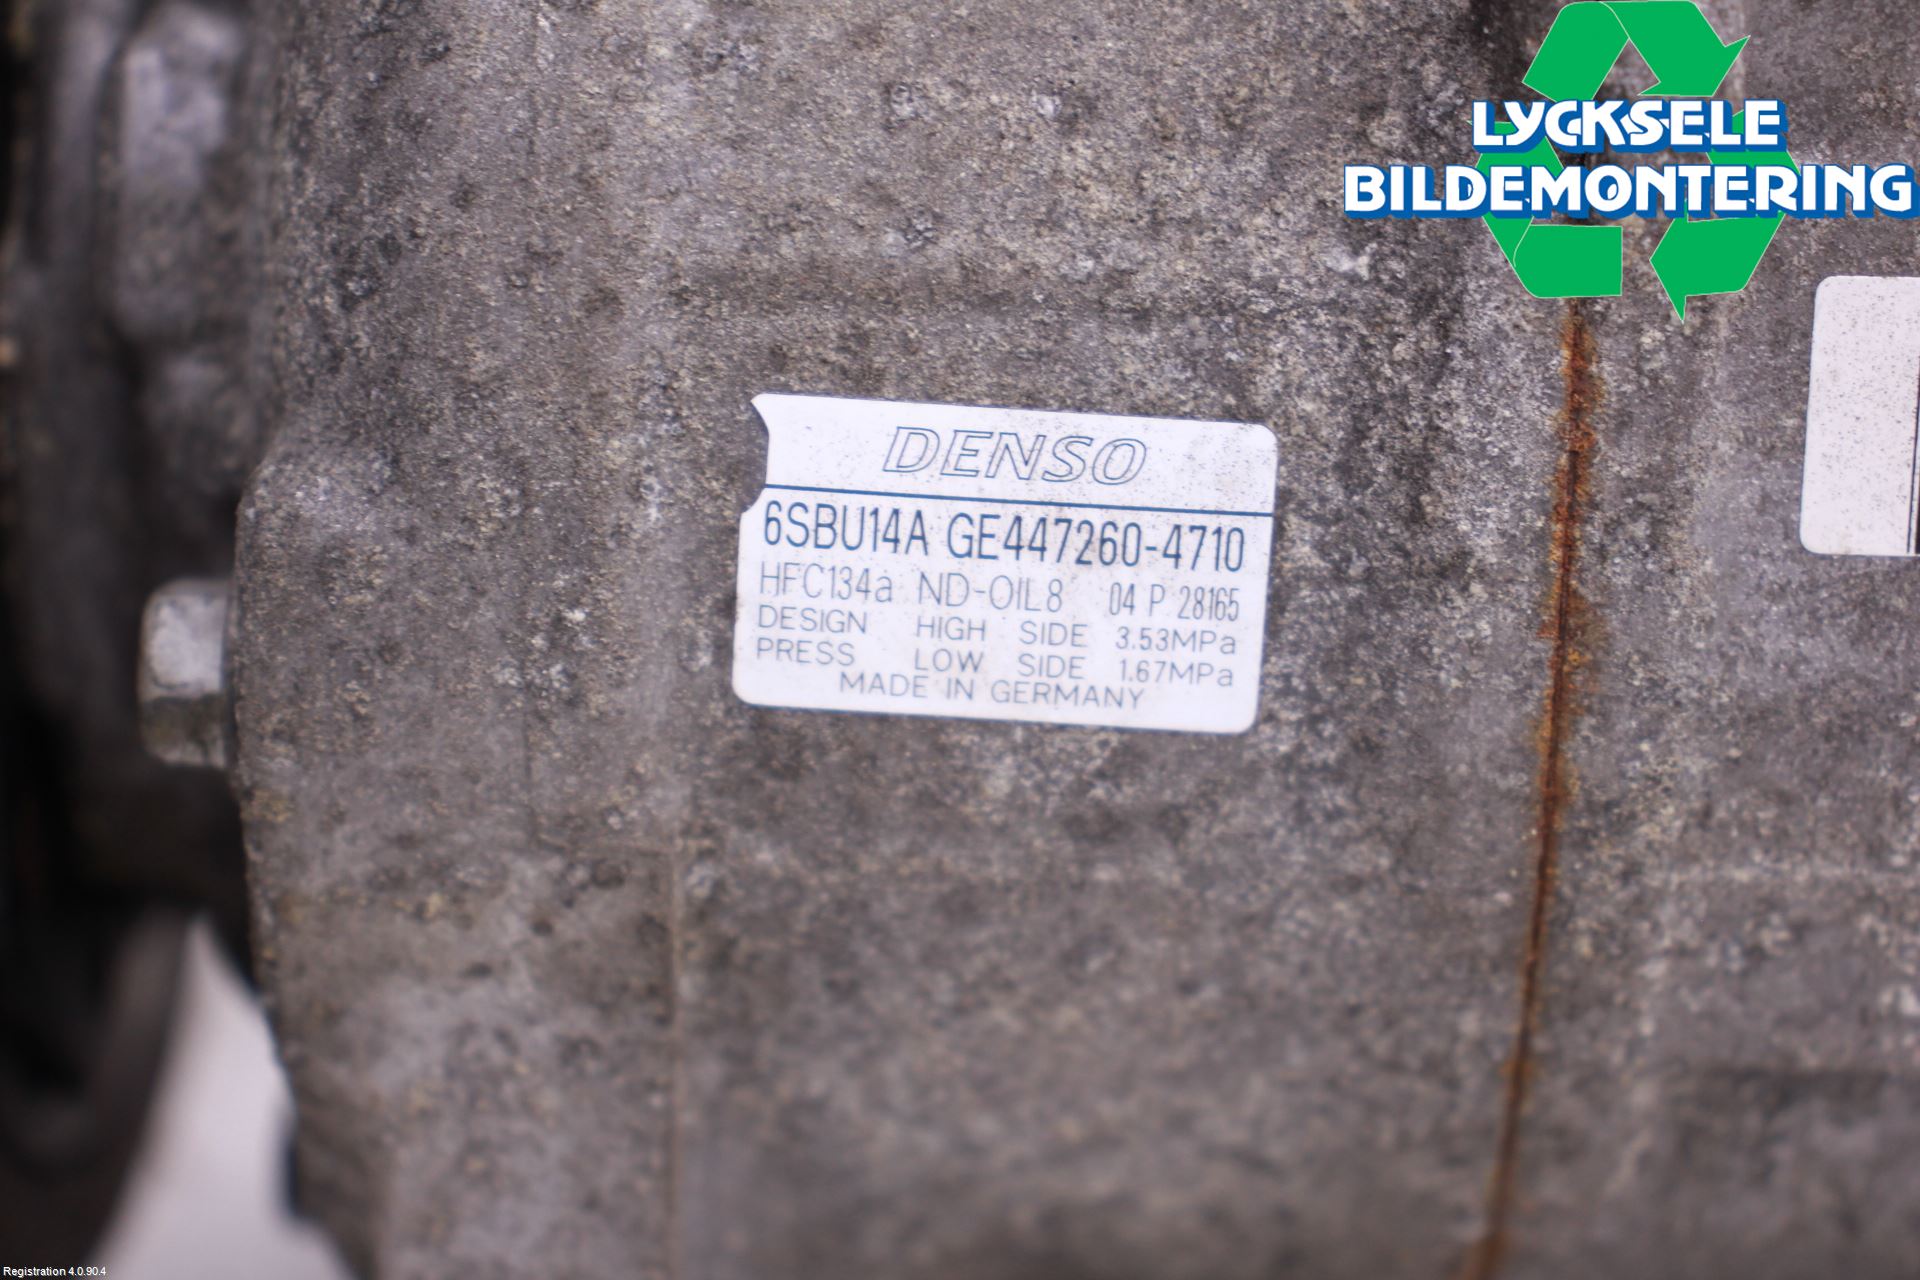 LYCKSELE
BILDEMONTERING
DENSO
6SBU14A GE447260-4710
HFC134a ND-OIL8 04 P 28165
DESIGN HIGH SIDE 3.53MPa
PRESS LOW SIDE 1.67MPa
MADE IN GERMANY
Registration 4.0.90.4